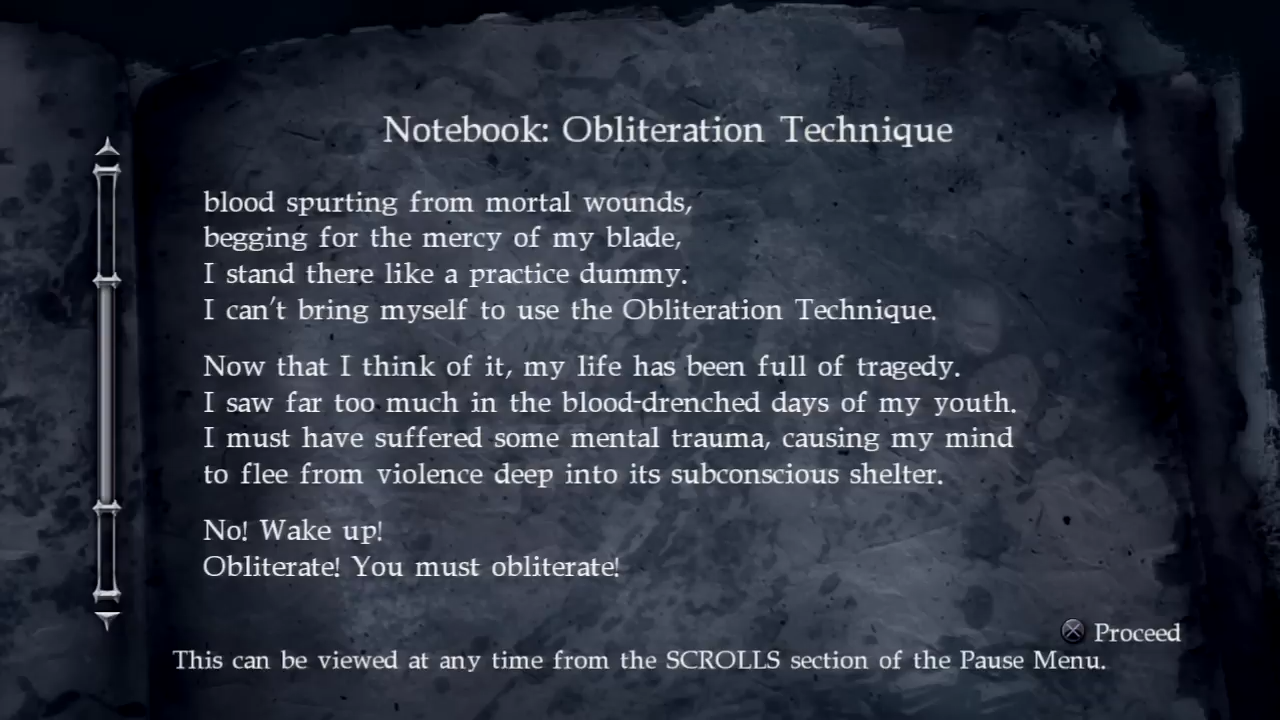 Notebook: Obliteration Technique
blood spurting from mortal wounds,
begging for the mercy of my blade,
I stand there like a practice dummy.
I can't bring myself to use the Obliteration Technique.
Now that I think of it, my life has been full of tragedy.
I saw far too much in the blood-drenched days of my youth.
I must have suffered some mental trauma, causing my mind
to flee from violence deep into its subconscious shelter.
No! Wake up!
Obliterate! You must obliterate!
Proceed
This can be viewed at any time from the SCROLLS section of the Pause Menu.